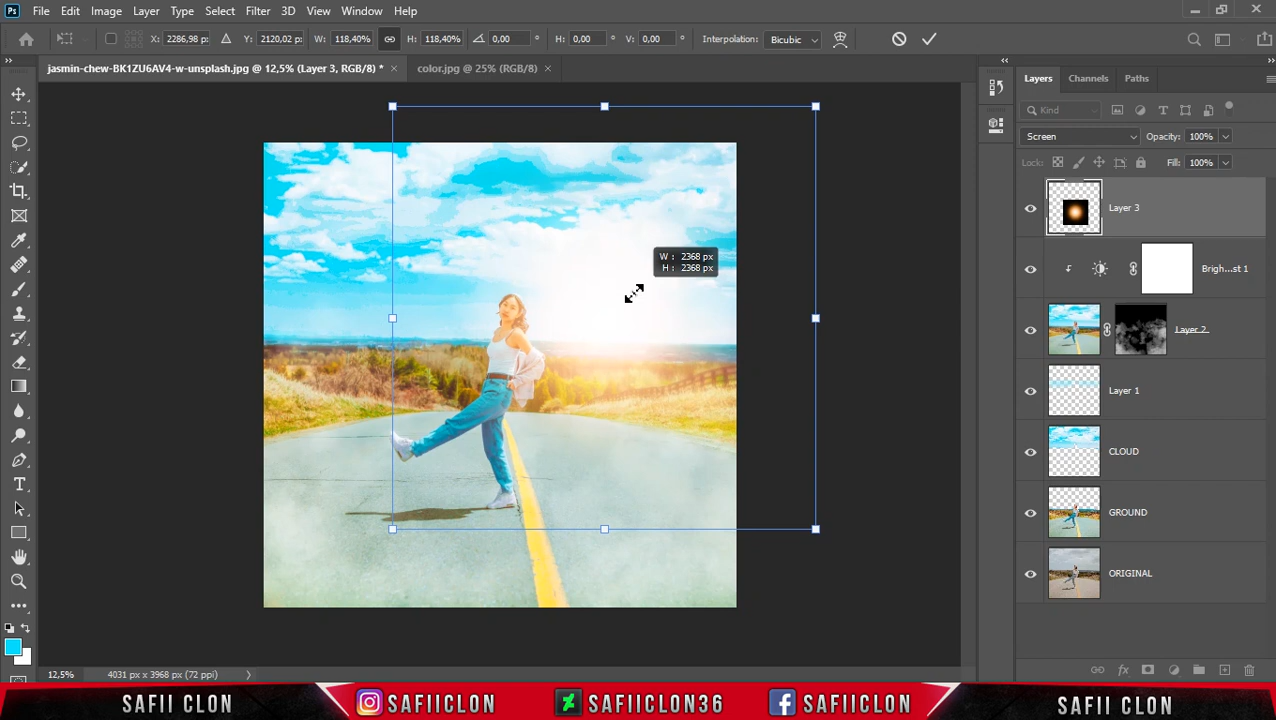 Ps File Edit Image Layer Type Select Filter 3D View Window Help
X: 2286,98 p: Y: 2120,02 p: W: 118,40% H: 118,40% 0,00 ° H: 0,00 ° V: 0,00 ° Interpolation: Bicubic
jasmin-chew-BK1ZU6AV4-w-unsplash.jpg @ 12,5% (Layer 3, RGB/8) * × color.jpg @ 25% (RGB/8) ×
Layers Channels Paths
Kind
Screen Opacity: 100%
Lock: Fill: 100%
Layer 3
W : 2368 px
H : 2368 px
Brigh...st 1
Layer 2
Layer 1
CLOUD
GROUND
ORIGINAL
12,5% 4031 px x 3968 px (72 ppi)
SAFII CLON SAFIICLON SAFIICLON36 SAFIICLON SAFII CLON